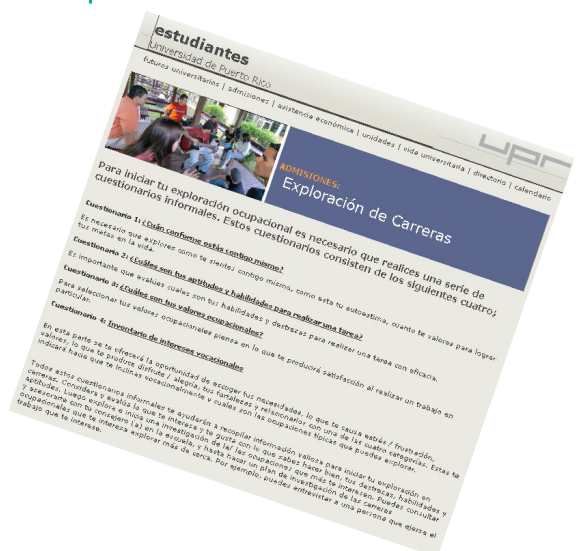 estudiantes
Universidad de Puerto Rico
futuros universitarios | admisiones | asistencia económica | unidades | vida universitaria | directorio | calendario
upr
ADMISIONES:
Exploración de Carreras
Para iniciar tu exploración ocupacional es necesario que realices una serie de
cuestionarios informales. Estos cuestionarios consisten de los siguientes cuatro;
Cuestionario 1: ¿Cuán conforme estás contigo mismo?
Es necesario que explores como te sientes contigo mismo, como esta tu autoestima, cuanto te valoras para lograr
tus metas en la vida.
Cuestionario 2: ¿Cuáles son tus aptitudes y habilidades para realizar una tarea?
Es importante que evalúes cuales son tus habilidades y destrezas para realizar una tarea con eficacia.
Cuestionario 3: ¿Cuáles son tus valores ocupacionales?
Para seleccionar tus valores ocupacionales piensa en lo que te producirá satisfacción al realizar un trabajo en
particular.
Cuestionario 4: Inventario de intereses vocacionales
En esta parte se te ofrecerá la oportunidad de escoger tus necesidades, lo que te causa estrés / frustración,
valores, lo que te produce disfrute / alegría, tus fortalezas y relacionarlos con una de las cuatro categorías. Estas te
indicará hacia que te inclinas vocacionalmente y cuales son las ocupaciones típicas que puedes explorar.
Todos estos cuestionarios informales te ayudarán a recopilar información valiosa para iniciar tu exploración en
carreras. Considera y evalúa lo que te interesa y te gusta con lo que sabes hacer bien, tus destrezas, habilidades y
aptitudes. Luego explora e inicia una investigación de la/ las ocupaciones que más te interesen. Puedes consultar
y asesorarte con tu consejero (a) en la escuela, y hasta hacer un plan de investigación de las carreras
ocupacionales que te interesa explorar más de cerca. Por ejemplo, puedes entrevistar a una persona que ejerza el
trabajo que te interese.